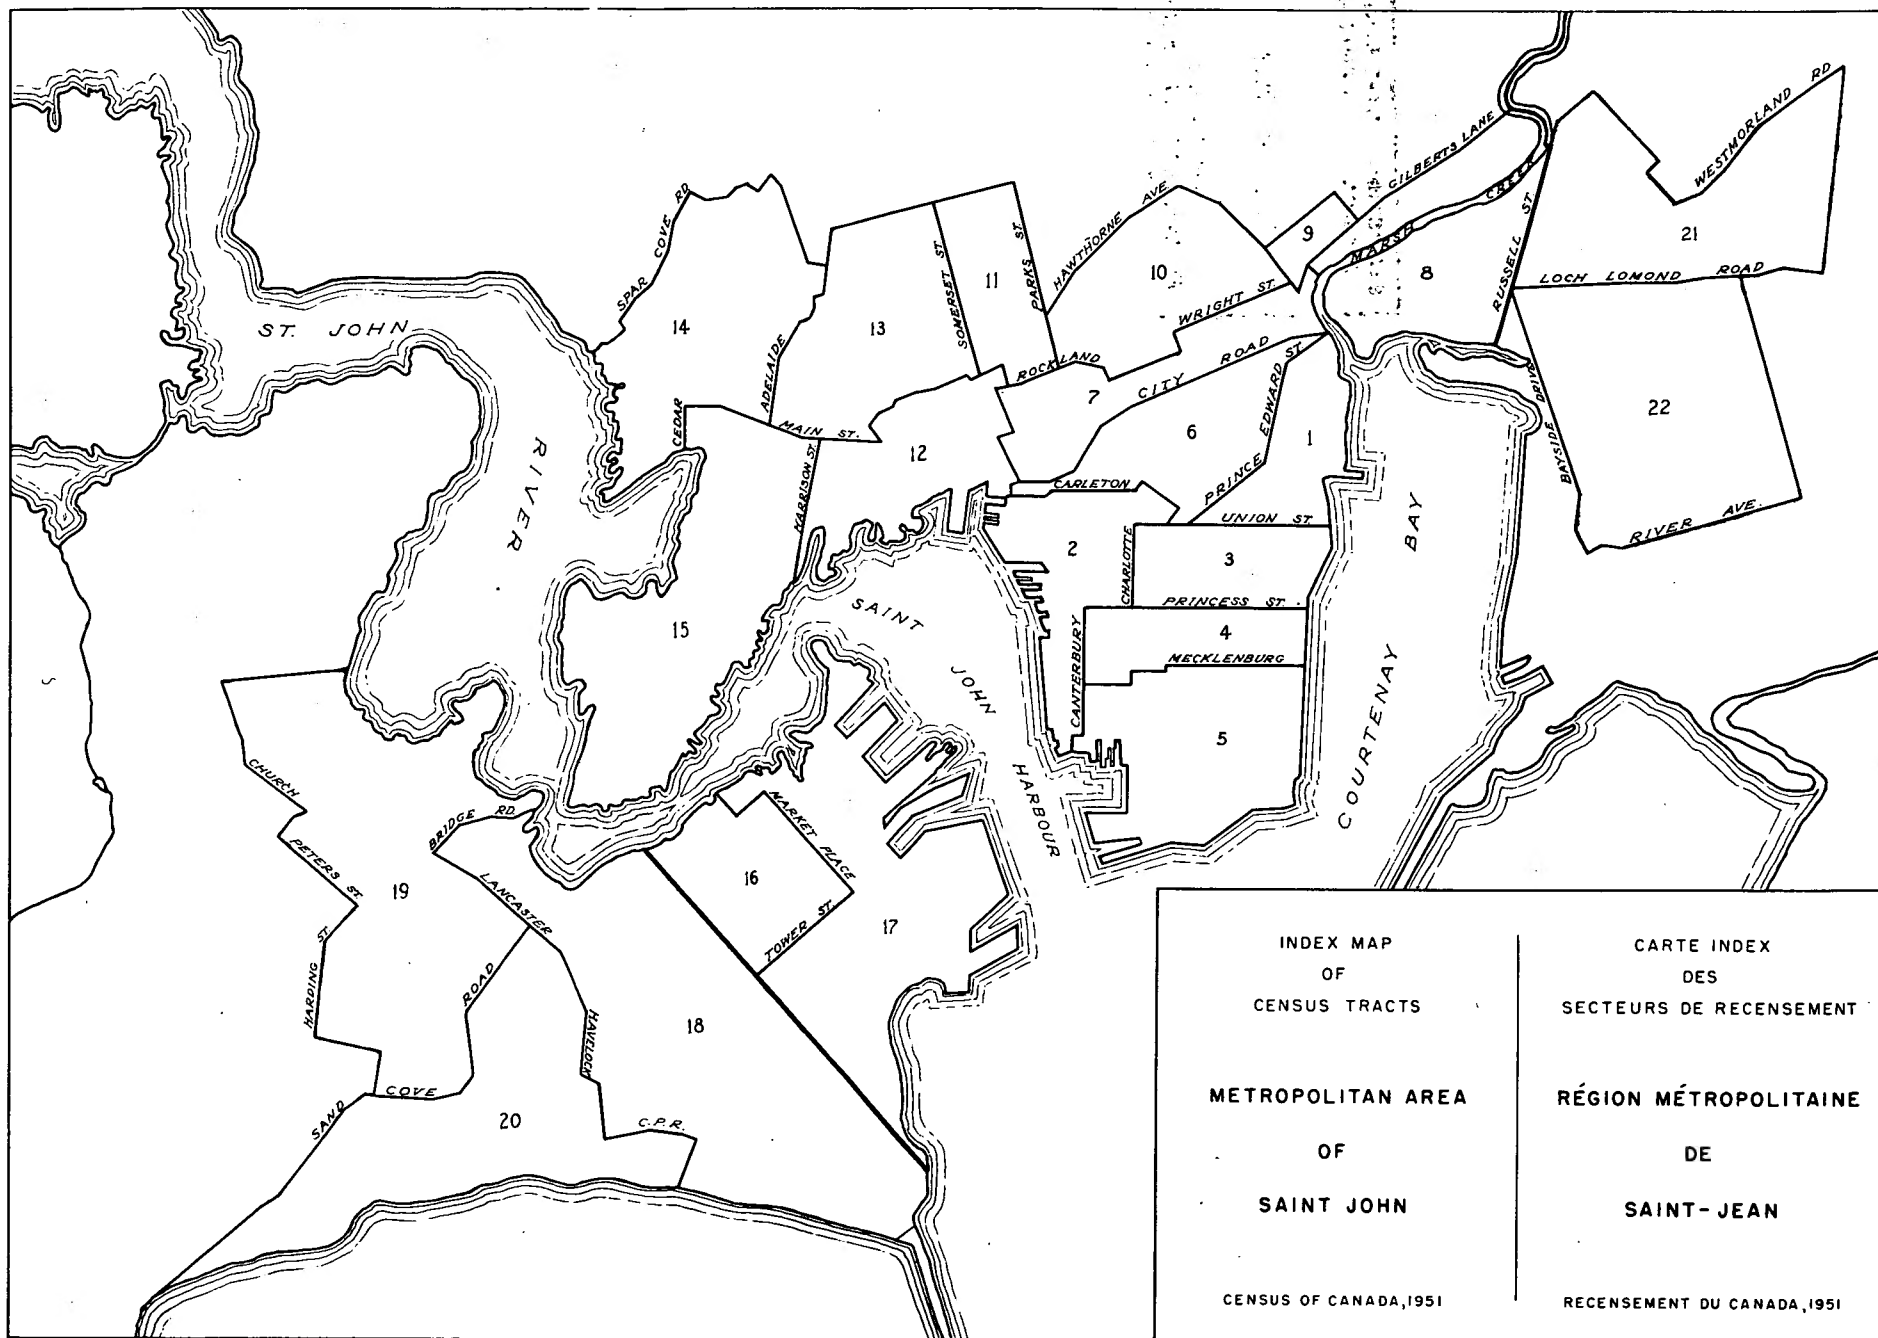 WESTMORLAND RD
GILBERTS LANE
MARSH CREEK
RUSSELL ST
21
LOCH LOMOND ROAD
8
9
HAWTHORNE AVE
10
WRIGHT ST.
PARKS ST.
11
SOMERSET ST.
13
SPAR COVE RD
14
ADELAIDE
ST. JOHN
RIVER
ROCKLAND
7
CITY ROAD
EDWARD ST.
PRINCE
6
1
BAYSIDE DRIVE
22
RIVER AVE.
CEDAR
MAIN ST.
HARRISON ST.
12
CARLETON
UNION ST.
2
CHARLOTTE
3
PRINCESS ST.
4
MECKLENBURG
CANTERBURY
5
COURTENAY BAY
SAINT
JOHN
HARBOUR
15
CHURCH
PETERS ST.
HARDING ST.
19
BRIDGE RD.
LANCASTER
MARKET PLACE
16
TOWER ST.
17
ROAD
18
HAVELOCK
SAND COVE
20
C.P.R.
INDEX MAP
OF
CENSUS TRACTS
METROPOLITAN AREA
OF
SAINT JOHN
CENSUS OF CANADA, 1951
CARTE INDEX
DES
SECTEURS DE RECENSEMENT
RÉGION MÉTROPOLITAINE
DE
SAINT-JEAN
RECENSEMENT DU CANADA, 1951